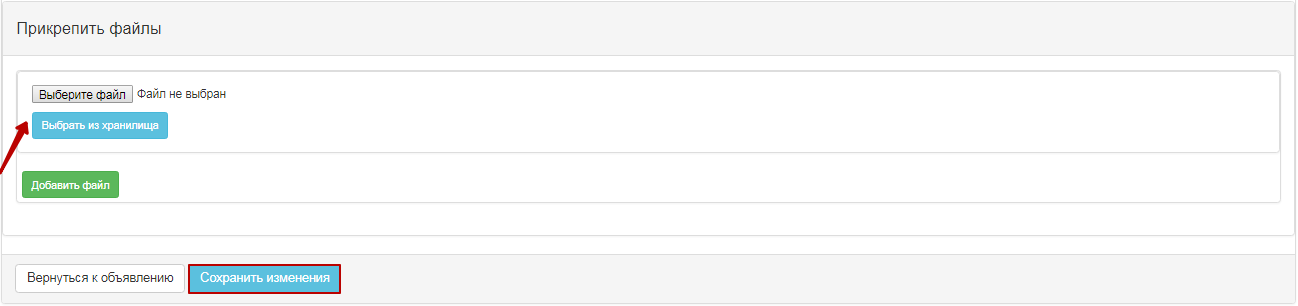 Прикрепить файлы
Выберите файл Файл не выбран
Выбрать из хранилища
Добавить файл
Вернуться к объявлению Сохранить изменения